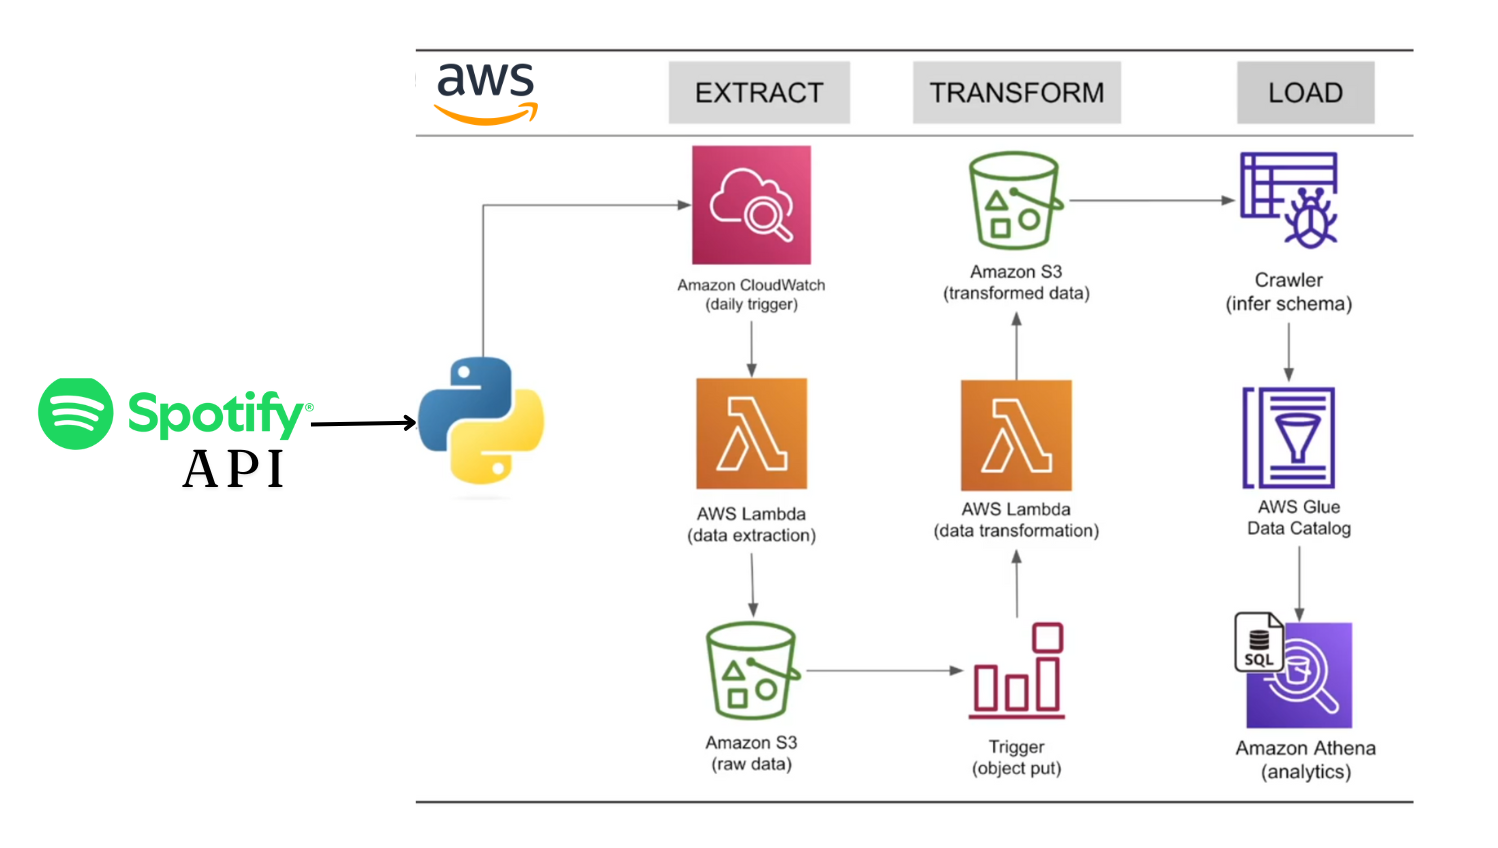 aws
EXTRACT
TRANSFORM
LOAD
Amazon CloudWatch
(daily trigger)
Amazon S3
(transformed data)
Crawler
(infer schema)
Spotify®
API
AWS Lambda
(data extraction)
AWS Lambda
(data transformation)
AWS Glue
Data Catalog
SQL
Amazon S3
(raw data)
Trigger
(object put)
Amazon Athena
(analytics)